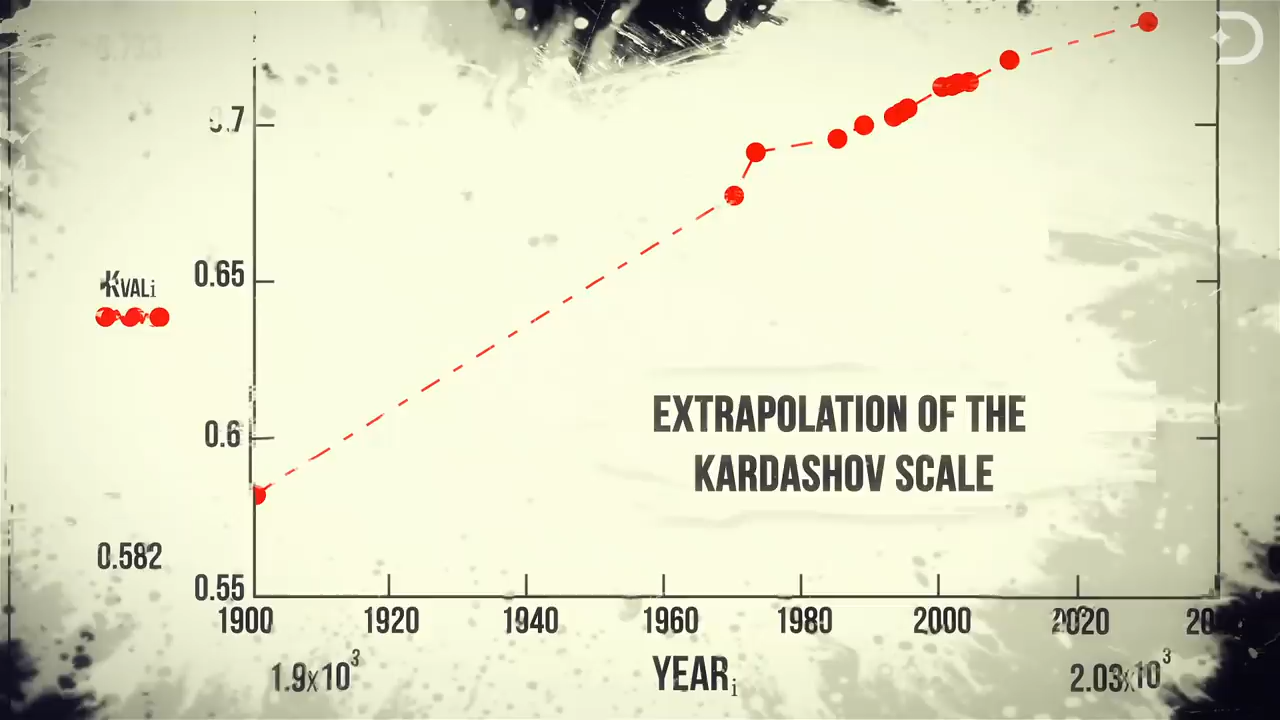 0.7
0.65
Kvali
0.6
EXTRAPOLATION OF THE
KARDASHOV SCALE
0.582
0.55
1900 1920 1940 1960 1980 2000 2020
1.9x10³ YEARi 2.03x10³